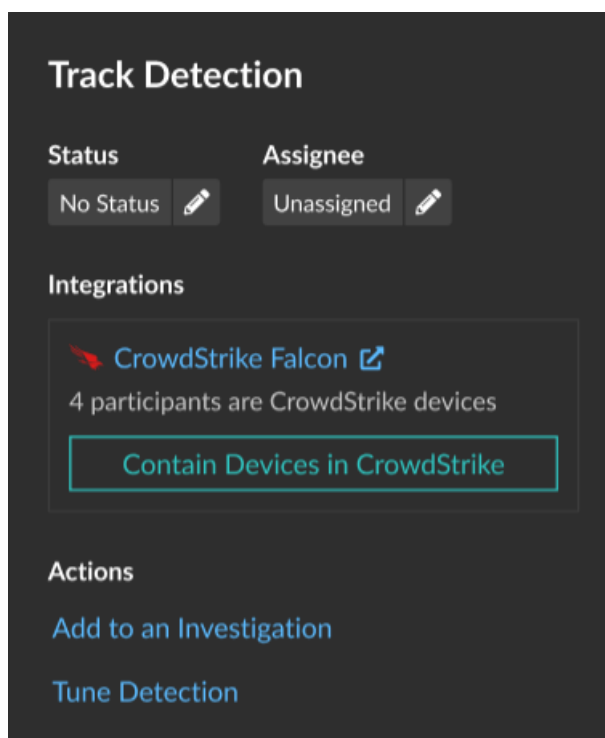 Track Detection
Status Assignee
No Status Unassigned
Integrations
CrowdStrike Falcon
4 participants are CrowdStrike devices
Contain Devices in CrowdStrike
Actions
Add to an Investigation
Tune Detection